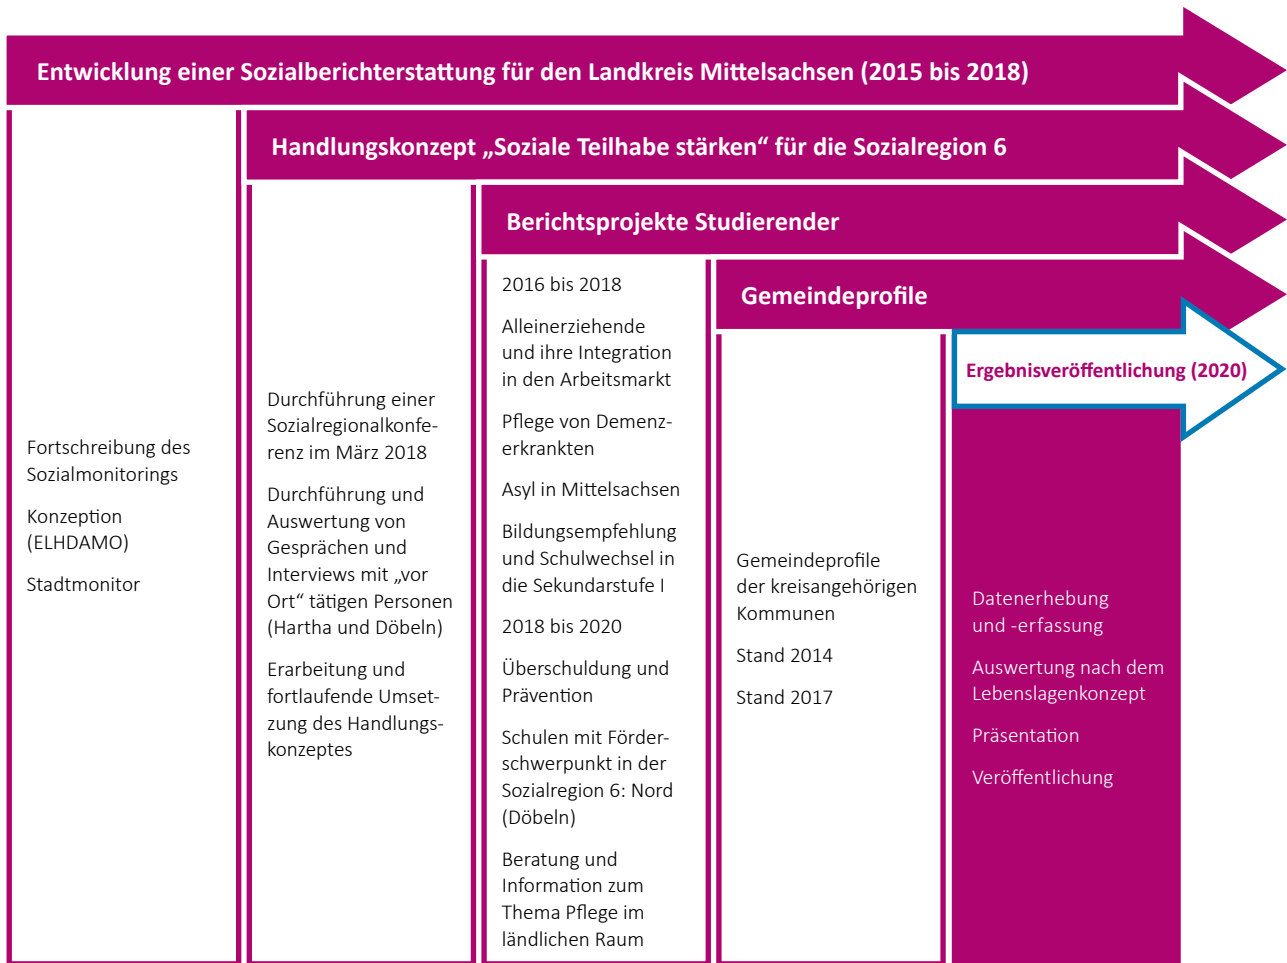 Entwicklung einer Sozialberichterstattung für den Landkreis Mittelsachsen (2015 bis 2018)
Fortschreibung des
Sozialmonitorings
Konzeption
(ELHDAMO)
Stadtmonitor
Handlungskonzept „Soziale Teilhabe stärken“ für die Sozialregion 6
Durchführung einer
Sozialregionalkonfe-
renz im März 2018
Durchführung und
Auswertung von
Gesprächen und
Interviews mit „vor
Ort“ tätigen Personen
(Hartha und Döbeln)
Erarbeitung und
fortlaufende Umset-
zung des Handlungs-
konzeptes
Berichtsprojekte Studierender
2016 bis 2018
Alleinerziehende
und ihre Integration
in den Arbeitsmarkt
Pflege von Demenz-
erkrankten
Asyl in Mittelsachsen
Bildungsempfehlung
und Schulwechsel in
die Sekundarstufe I
2018 bis 2020
Überschuldung und
Prävention
Schulen mit Förder-
schwerpunkt in der
Sozialregion 6: Nord
(Döbeln)
Beratung und
Information zum
Thema Pflege im
ländlichen Raum
Gemeindeprofile
Gemeindeprofile
der kreisangehörigen
Kommunen
Stand 2014
Stand 2017
Ergebnisveröffentlichung (2020)
Datenerhebung
und -erfassung
Auswertung nach dem
Lebenslagenkonzept
Präsentation
Veröffentlichung